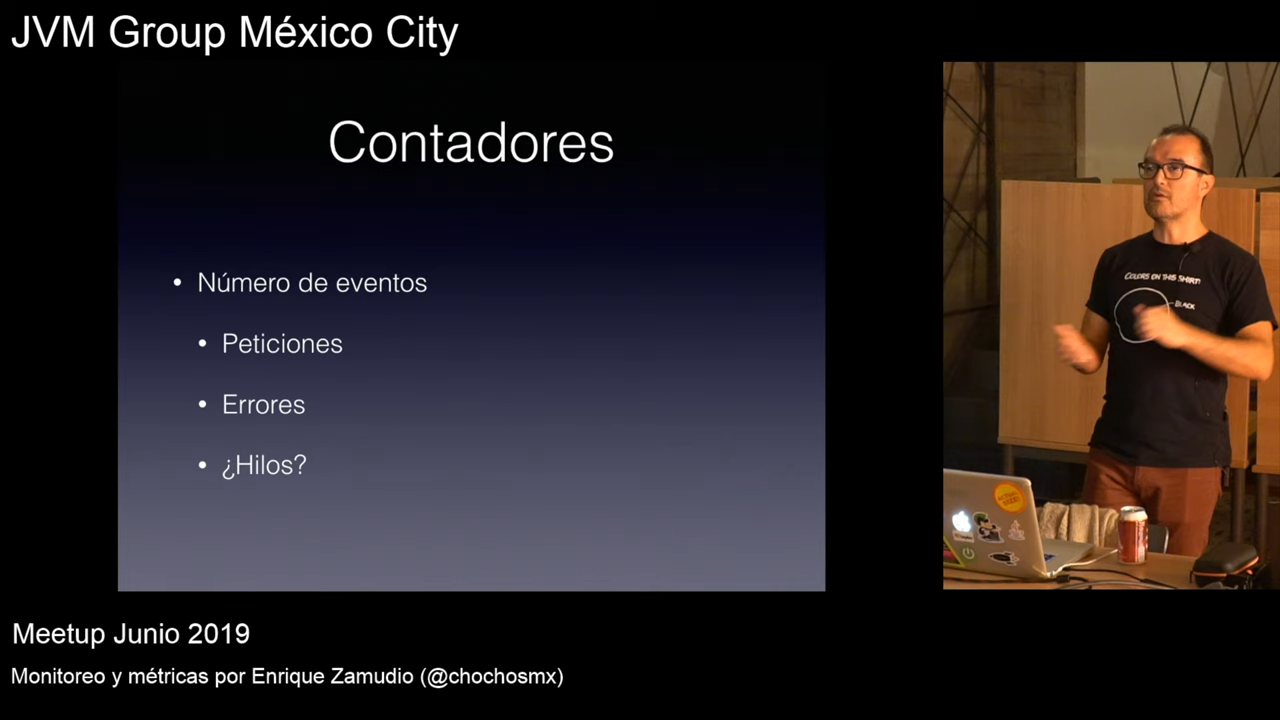 JVM Group México City
Contadores
• Número de eventos
• Peticiones
• Errores
• ¿Hilos?
COLORS ON THIS SHIRT:
BLACK
Meetup Junio 2019
Monitoreo y métricas por Enrique Zamudio (@chochosmx)